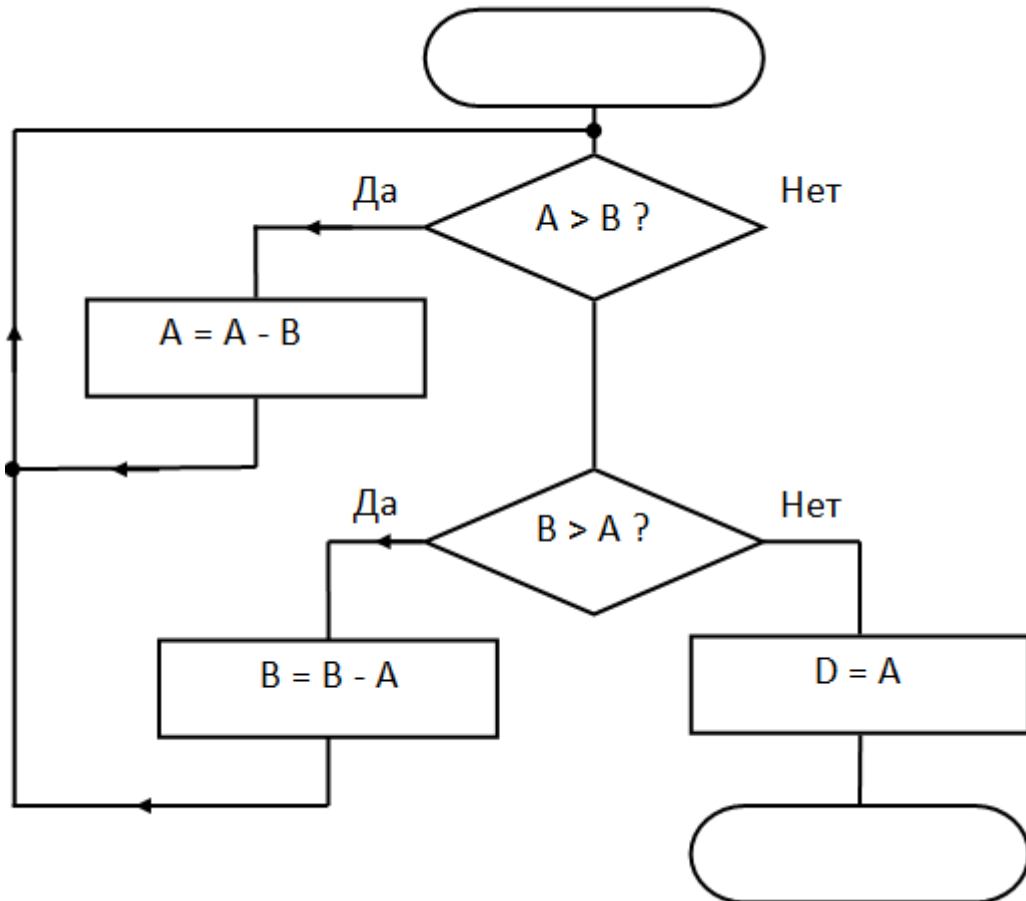 Да
A > B ?
Нет
A = A - B
Да
B > A ?
Нет
B = B - A
D = A